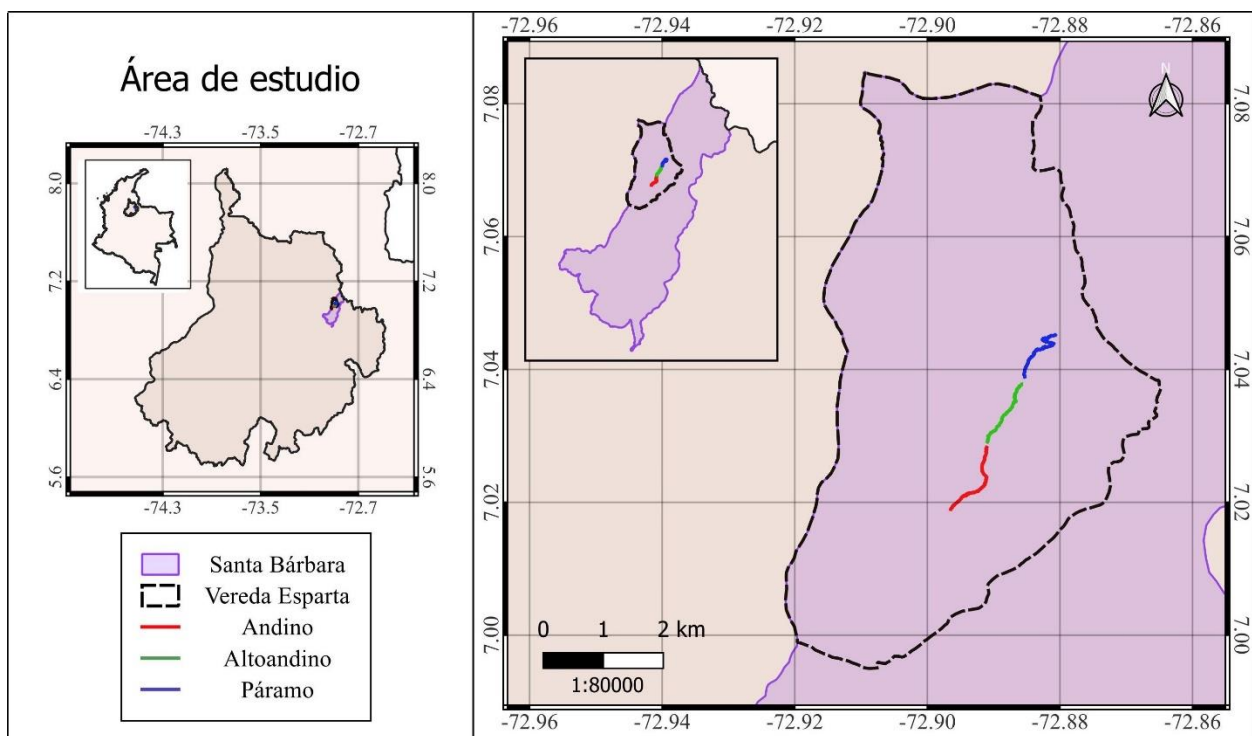 Área de estudio
-74.3 -73.5 -72.7
8.0 8.0
7.2 7.2
6.4 6.4
5.6 5.6
-74.3 -73.5 -72.7
Santa Bárbara
Vereda Esparta
Andino
Altoandino
Páramo
-72.96 -72.94 -72.92 -72.90 -72.88 -72.86
N
7.08 7.08
7.06 7.06
7.04 7.04
7.02 7.02
7.00 7.00
0 1 2 km
1:80000
-72.96 -72.94 -72.92 -72.90 -72.88 -72.86